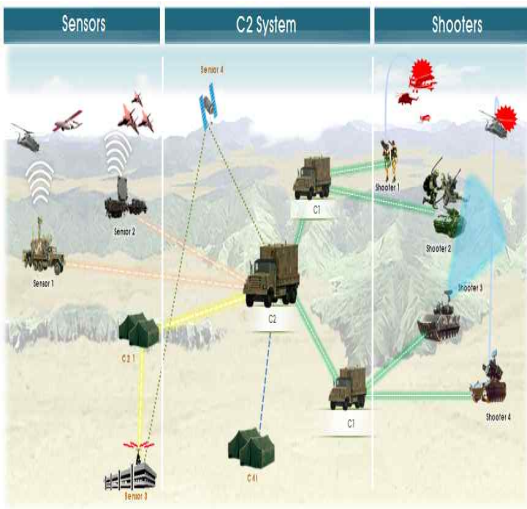 Sensors
C2 System
Shooters
Sensor 4
Shooter 1
C1
Sensor 2
Shooter 2
Sensor 1
Shooter 3
C2
C2 1
C1
Shooter 4
C4I
Sensor 3